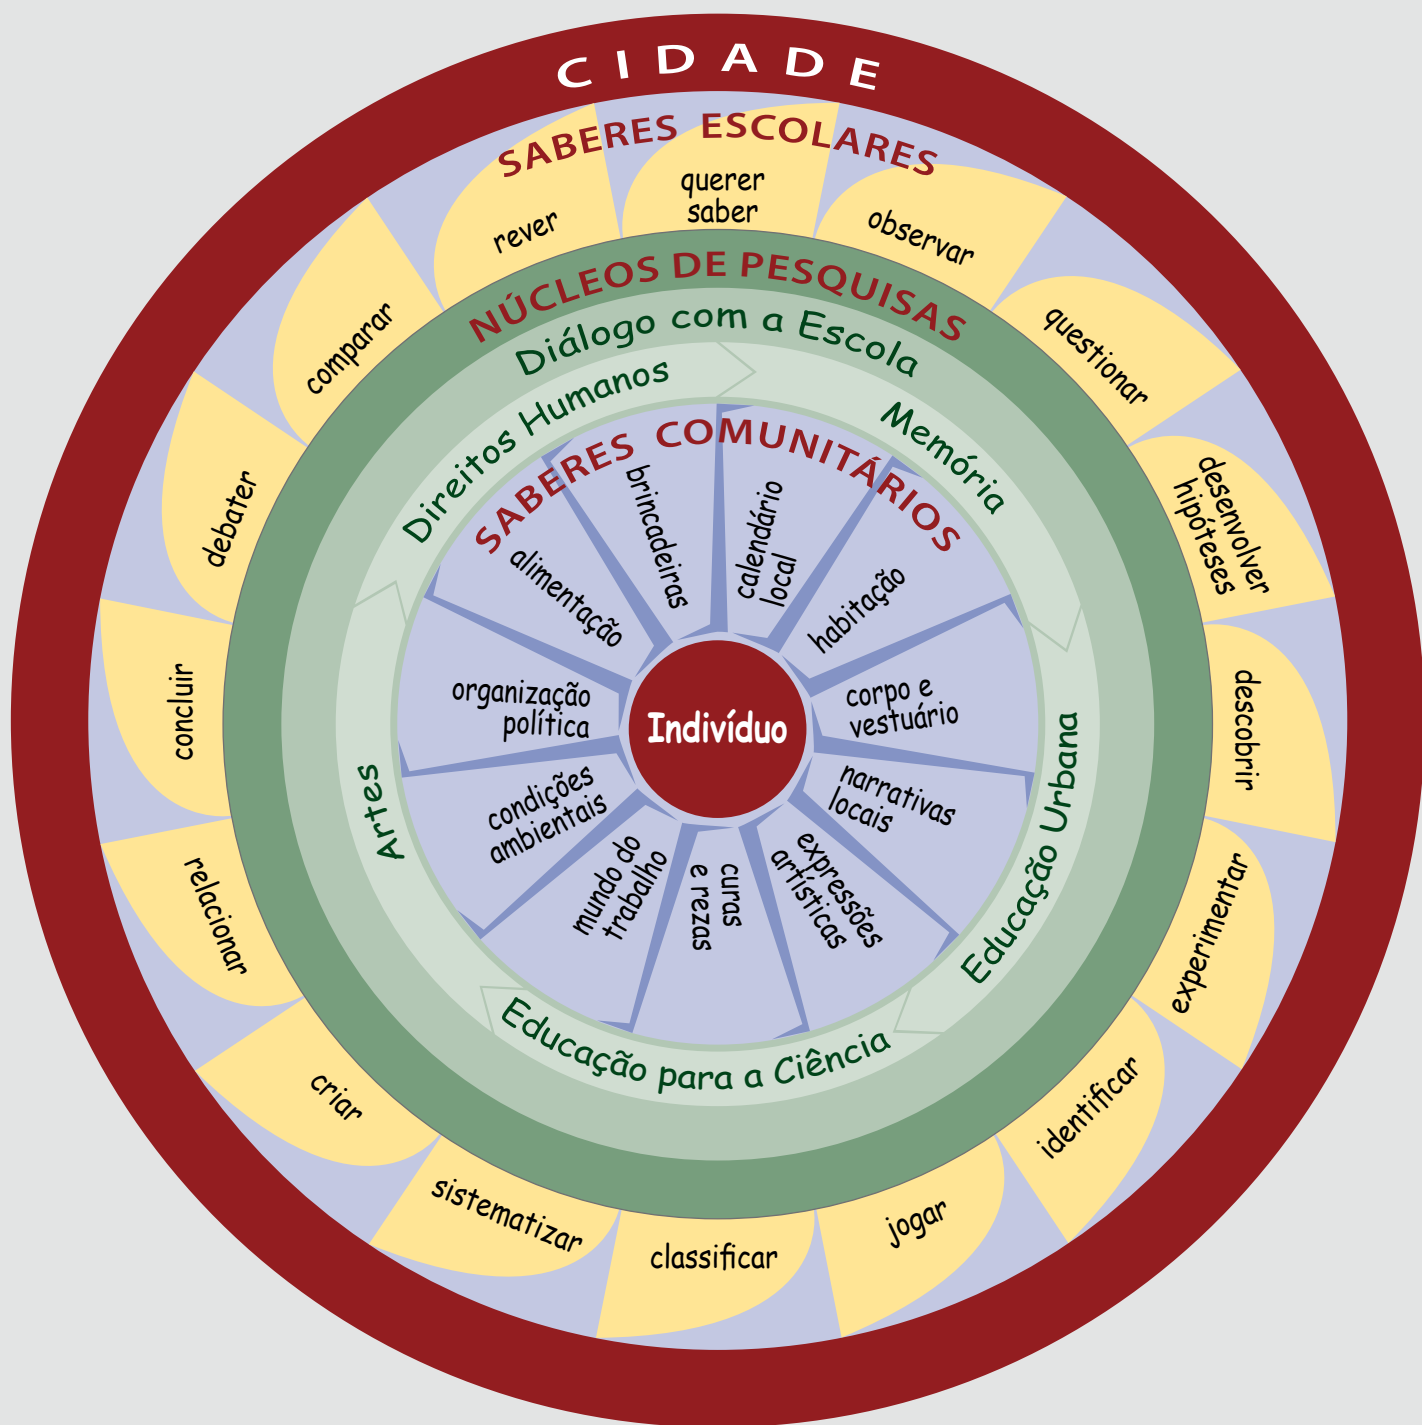 CIDADE
SABERES ESCOLARES
querer
saber
observar
questionar
desenvolver
hipóteses
descobrir
experimentar
identificar
jogar
classificar
sistematizar
criar
relacionar
concluir
debater
comparar
rever
NÚCLEOS DE PESQUISAS
Diálogo com a Escola
Memória
Educação Urbana
Educação para a Ciência
Artes
Direitos Humanos
SABERES COMUNITÁRIOS
calendário
local
habitação
corpo e
vestuário
narrativas
locais
expressões
artísticas
curas
e rezas
mundo do
trabalho
condições
ambientais
organização
política
alimentação
brincadeiras
Indivíduo